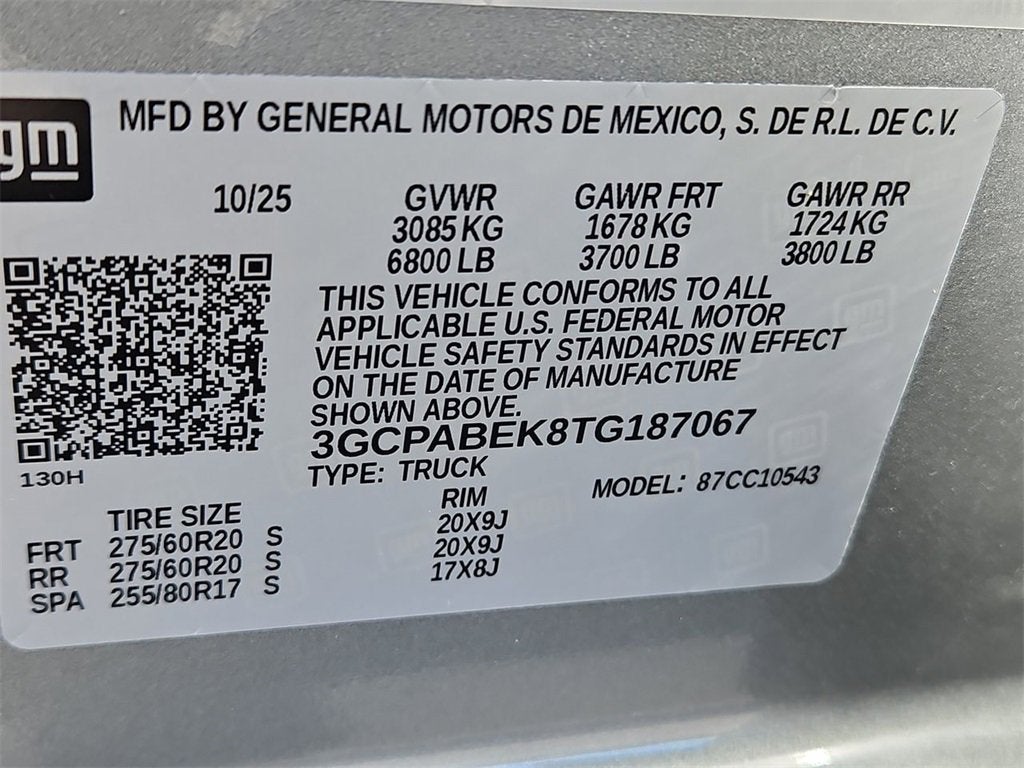 gm
MFD BY GENERAL MOTORS DE MEXICO, S. DE R.L. DE C.V.
10/25 GVWR GAWR FRT GAWR RR
3085 KG 1678 KG 1724 KG
6800 LB 3700 LB 3800 LB
THIS VEHICLE CONFORMS TO ALL
APPLICABLE U.S. FEDERAL MOTOR
VEHICLE SAFETY STANDARDS IN EFFECT
ON THE DATE OF MANUFACTURE
SHOWN ABOVE.
3GCPABEK8TG187067
130H
TYPE: TRUCK MODEL: 87CC10543
TIRE SIZE RIM
FRT 275/60R20 S 20X9J
RR 275/60R20 S 20X9J
SPA 255/80R17 S 17X8J